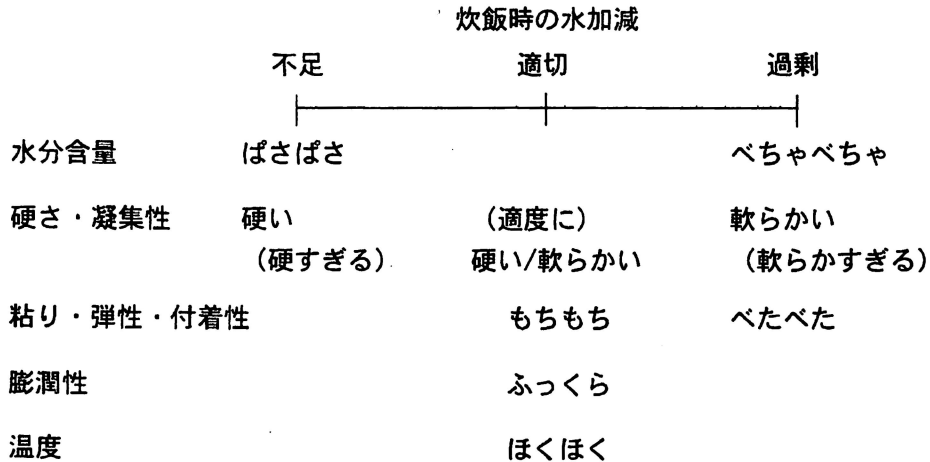 炊飯時の水加減
不足 適切 過剰
水分含量 ぱさぱさ べちゃべちゃ
硬さ・凝集性 硬い (適度に) 軟らかい
(硬すぎる) 硬い/軟らかい (軟らかすぎる)
粘り・弾性・付着性 もちもち べたべた
膨潤性 ふっくら
温度 ほくほく